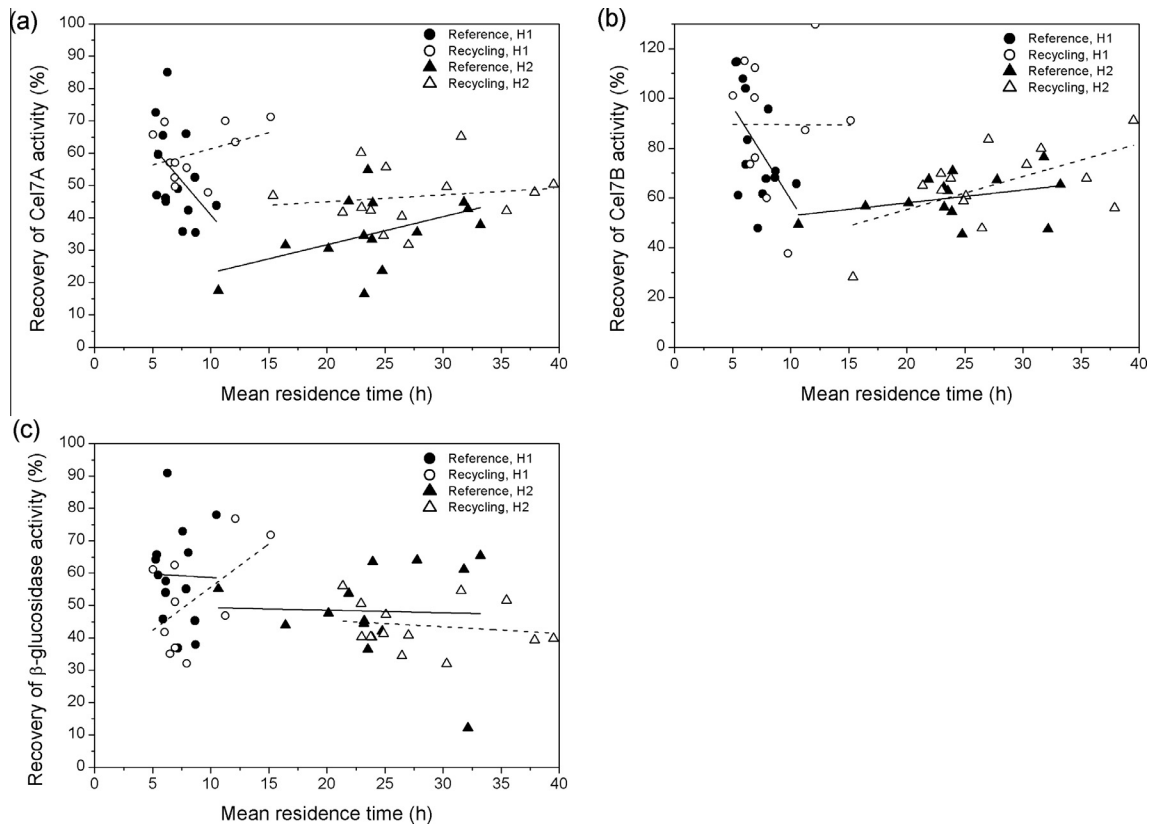 (a)
Recovery of Cel7A activity (%)
100
90
80
70
60
50
40
30
20
10
0
Reference, H1
Recycling, H1
Reference, H2
Recycling, H2
0 5 10 15 20 25 30 35 40
Mean residence time (h)
(b)
Recovery of Cel7B activity (%)
120
100
80
60
40
20
0
Reference, H1
Recycling, H1
Reference, H2
Recycling, H2
0 5 10 15 20 25 30 35 40
Mean residence time (h)
(c)
Recovery of β-glucosidase activity (%)
100
90
80
70
60
50
40
30
20
10
0
Reference, H1
Recycling, H1
Reference, H2
Recycling, H2
0 5 10 15 20 25 30 35 40
Mean residence time (h)